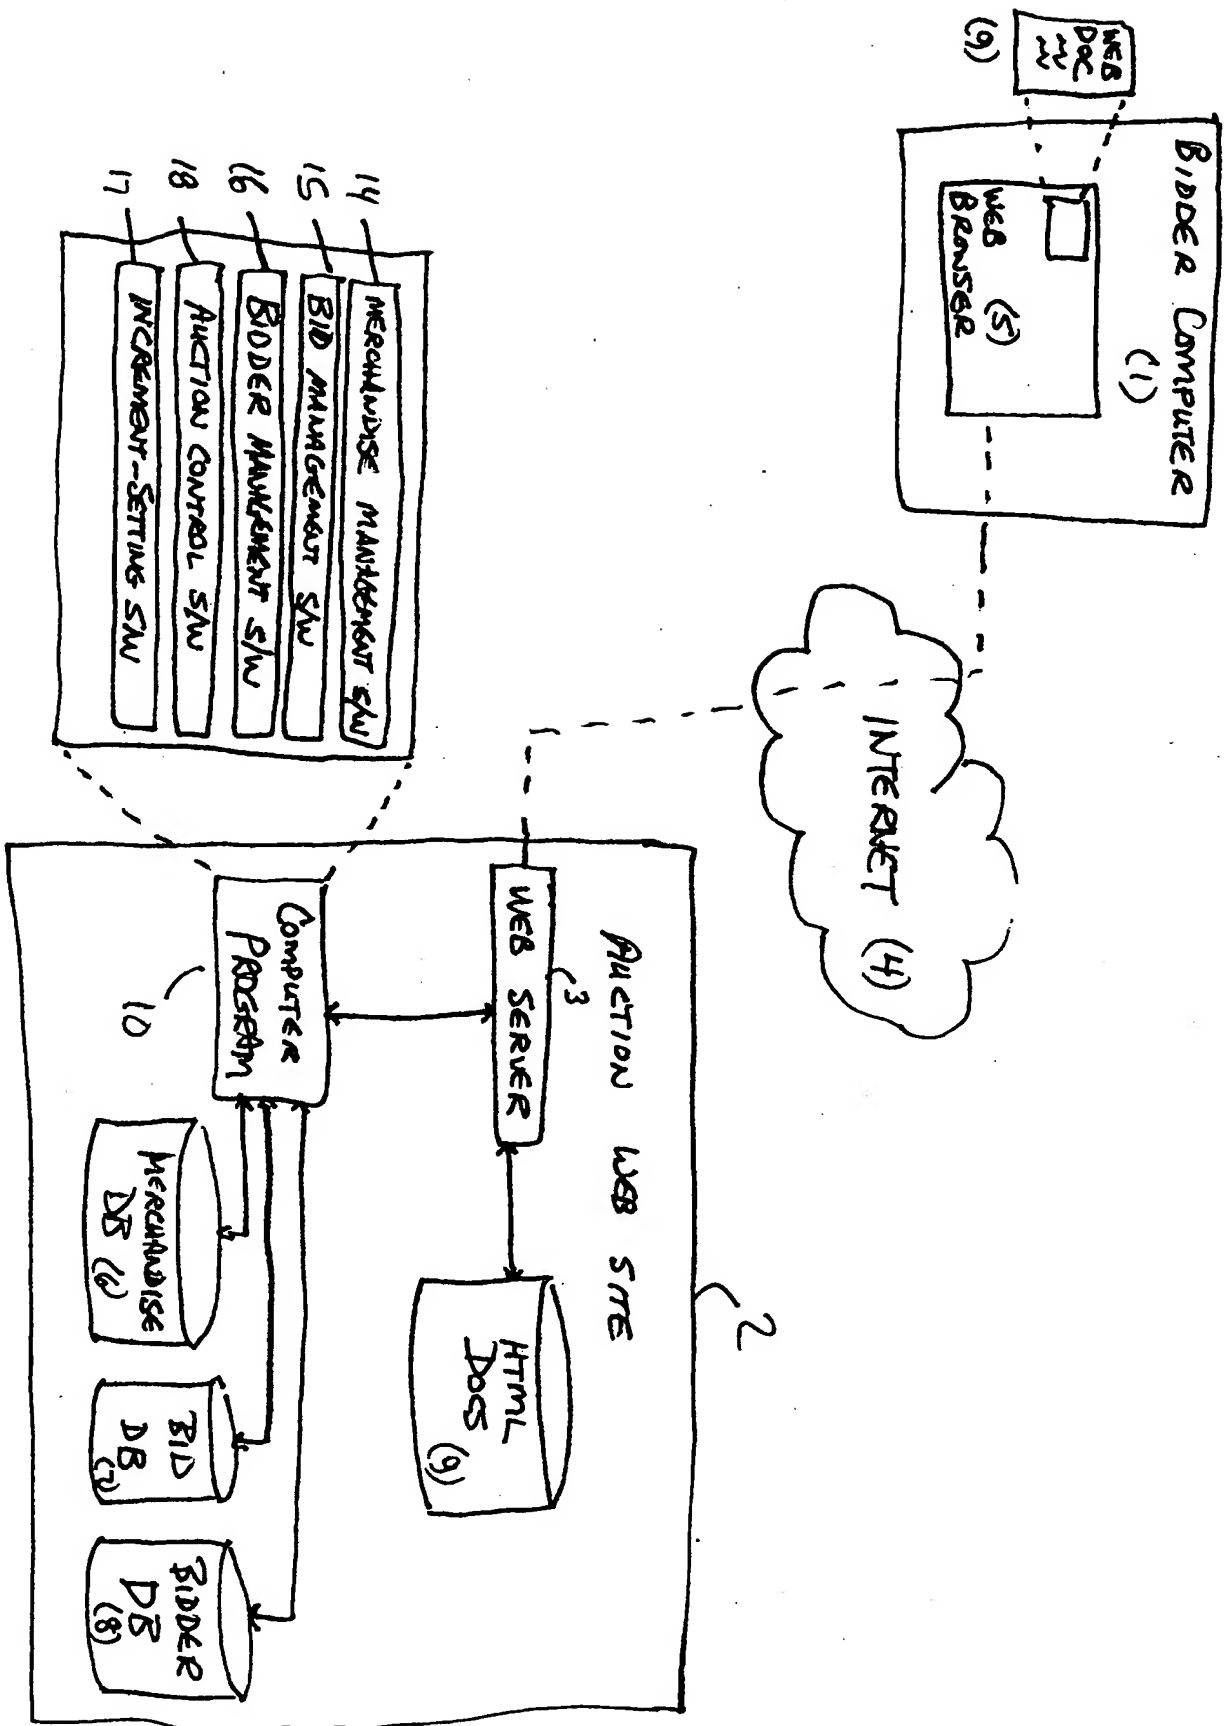 WEB
DOC
(9)
BIDDER COMPUTER
(1)
WEB (5)
BROWSER
INTERNET (4)
2
AUCTION WEB SITE
3
WEB SERVER
HTML
DOCS
(9)
COMPUTER
PROGRAM
10
MERCHANDISE
DB (6)
BID
DB
(7)
BIDDER
DB
(8)
14 MERCHANDISE MANAGEMENT S/W
15 BID MANAGEMENT S/W
16 BIDDER MANAGEMENT S/W
18 AUCTION CONTROL S/W
17 INCREMENT-SETTING S/W